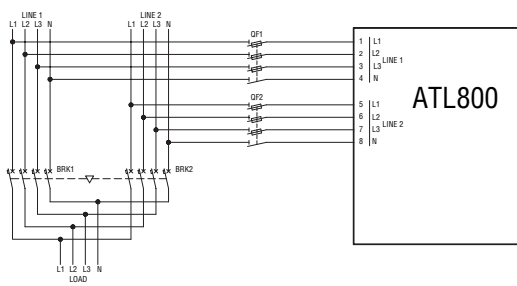 LINE 1
L1 L2 L3 N
LINE 2
L1 L2 L3 N
QF1
1 L1
2 L2
3 L3
4 N
LINE 1
QF2
5 L1
6 L2
7 L3
8 N
LINE 2
ATL800
BRK1
BRK2
L1 L2 L3 N
LOAD